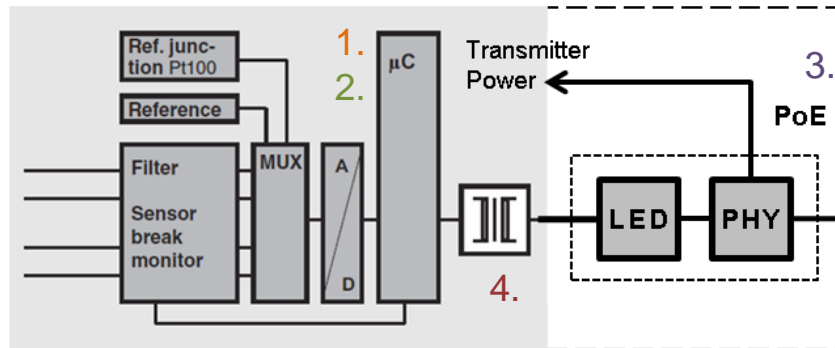 Ref. junc-
tion Pt100
Reference
Filter
Sensor
break
monitor
MUX
A
D
1.
2.
µC
4.
Transmitter
Power
3.
PoE
LED
PHY